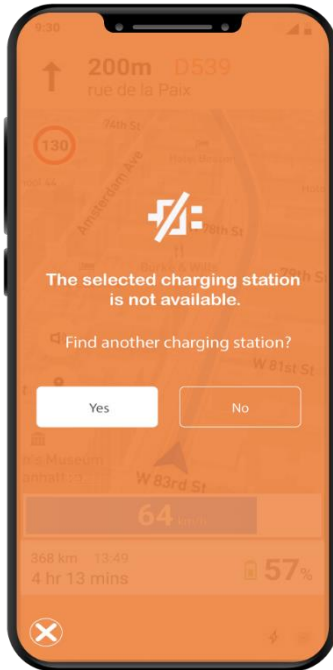 9:30
200m D539
rue de la Paix
74th St
130
Amsterdam Ave
76th St
The selected charging station
is not available.
79th St
Find another charging station?
W 81st St
Yes No
W 83rd St
64 km/h
368 km 13:49
4 hr 13 mins
57%